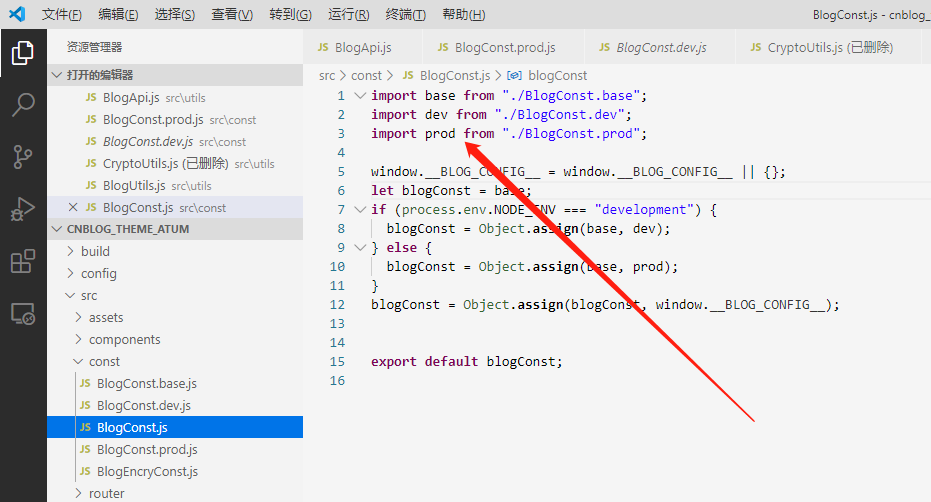 文件(F) 编辑(E) 选择(S) 查看(V) 转到(G) 运行(R) 终端(T) 帮助(H) BlogConst.js - cnblog_
资源管理器
打开的编辑器
JS BlogApi.js src\utils
JS BlogConst.prod.js src\const
JS BlogConst.dev.js src\const
JS CryptoUtils.js (已删除) src\utils
JS BlogUtils.js src\utils
JS BlogConst.js src\const
CNBLOG_THEME_ATUM
build
config
src
assets
components
const
JS BlogConst.base.js
JS BlogConst.dev.js
JS BlogConst.js
JS BlogConst.prod.js
JS BlogEncryConst.js
router
JS BlogApi.js JS BlogConst.prod.js JS BlogConst.dev.js JS CryptoUtils.js (已删除)
src > const > JS BlogConst.js > blogConst
1 import base from "./BlogConst.base";
2 import dev from "./BlogConst.dev";
3 import prod from "./BlogConst.prod";
4
5 window.__BLOG_CONFIG__ = window.__BLOG_CONFIG__ || {};
6 let blogConst = base;
7 if (process.env.NODE_ENV === "development") {
8 blogConst = Object.assign(base, dev);
9 } else {
10 blogConst = Object.assign(base, prod);
11 }
12 blogConst = Object.assign(blogConst, window.__BLOG_CONFIG__);
13
14
15 export default blogConst;
16